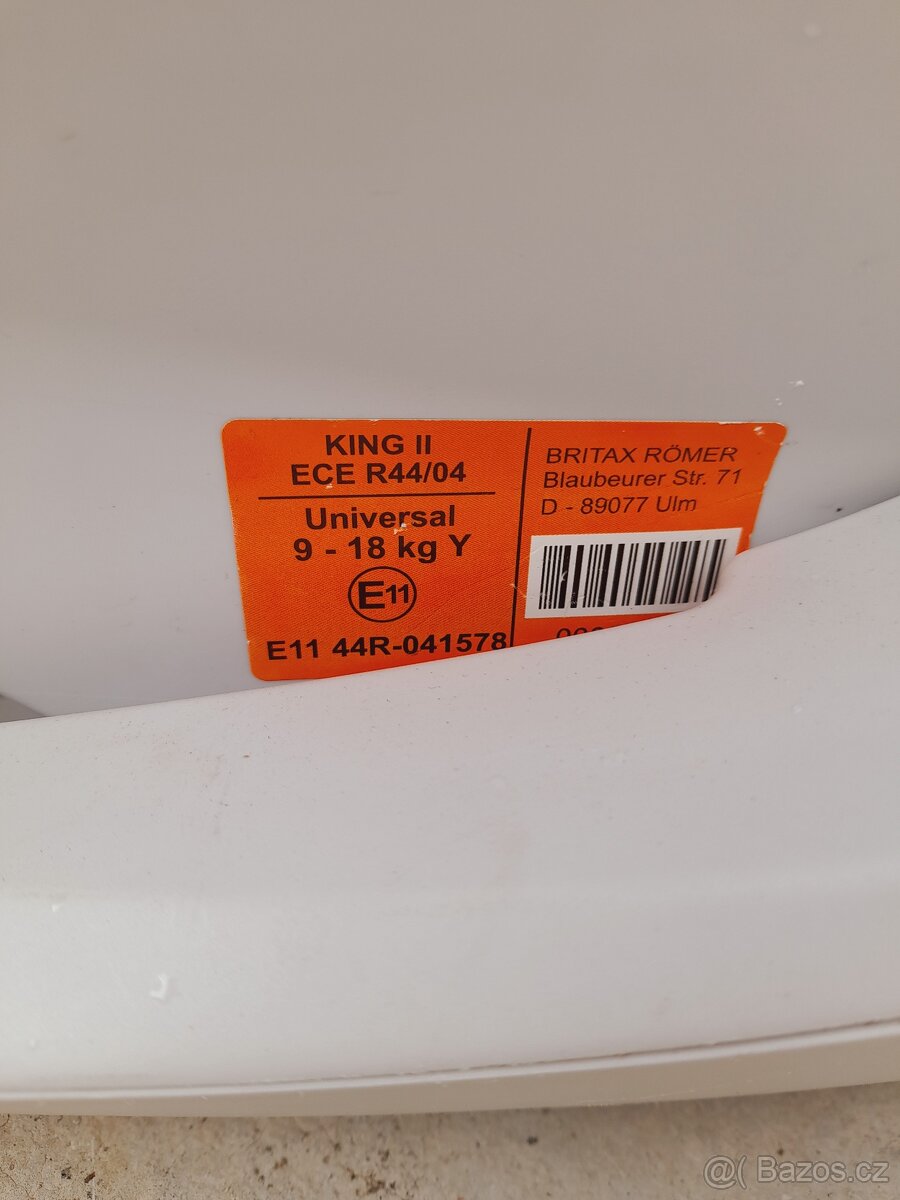 KING II
ECE R44/04
Universal
9 - 18 kg Y
E11
E11 44R-041578
BRITAX RÖMER
Blaubeurer Str. 71
D - 89077 Ulm
@( Bazos.cz